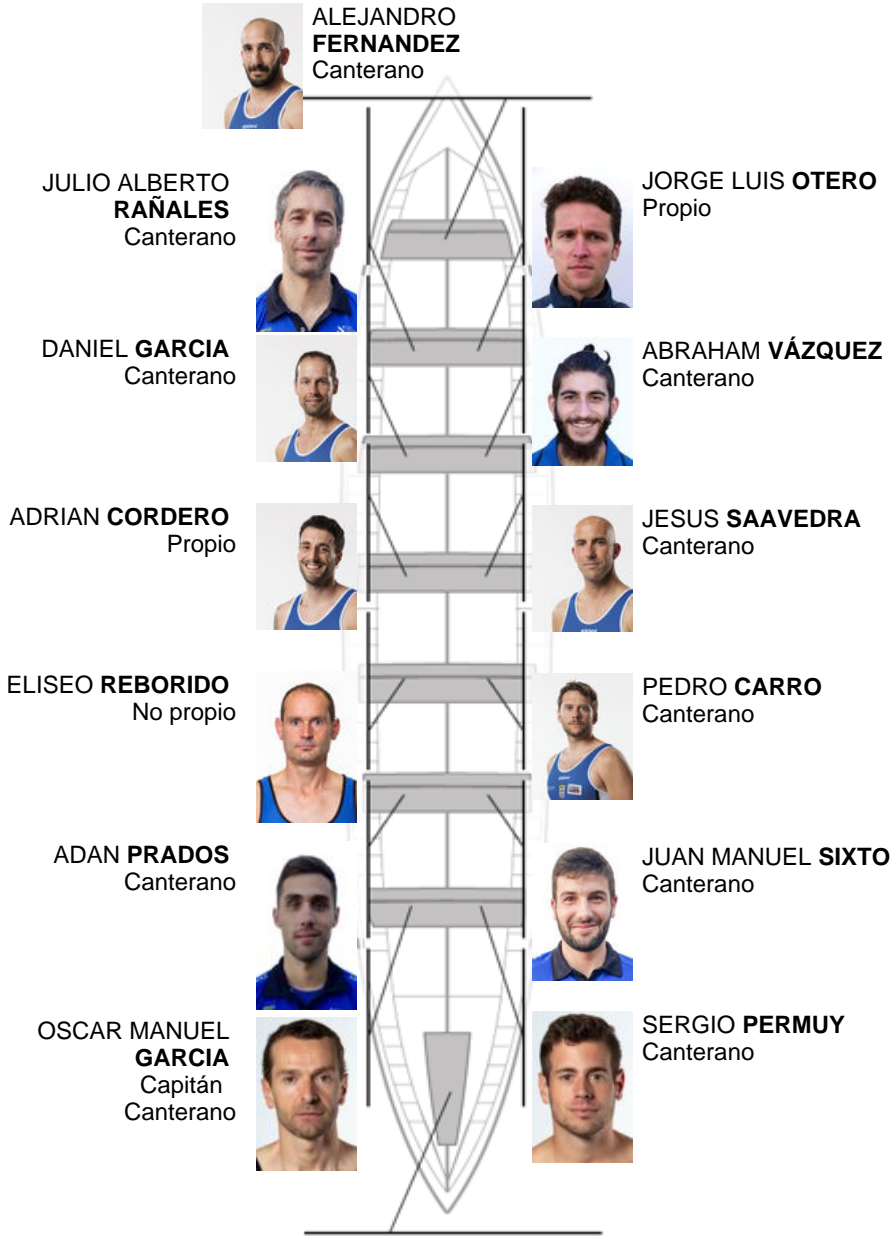 ALEJANDRO
FERNANDEZ
Canterano
JULIO ALBERTO
RAÑALES
Canterano
JORGE LUIS OTERO
Propio
DANIEL GARCIA
Canterano
ABRAHAM VÁZQUEZ
Canterano
ADRIAN CORDERO
Propio
JESUS SAAVEDRA
Canterano
ELISEO REBORIDO
No propio
PEDRO CARRO
Canterano
ADAN PRADOS
Canterano
JUAN MANUEL SIXTO
Canterano
OSCAR MANUEL
GARCIA
Capitán
Canterano
SERGIO PERMUY
Canterano